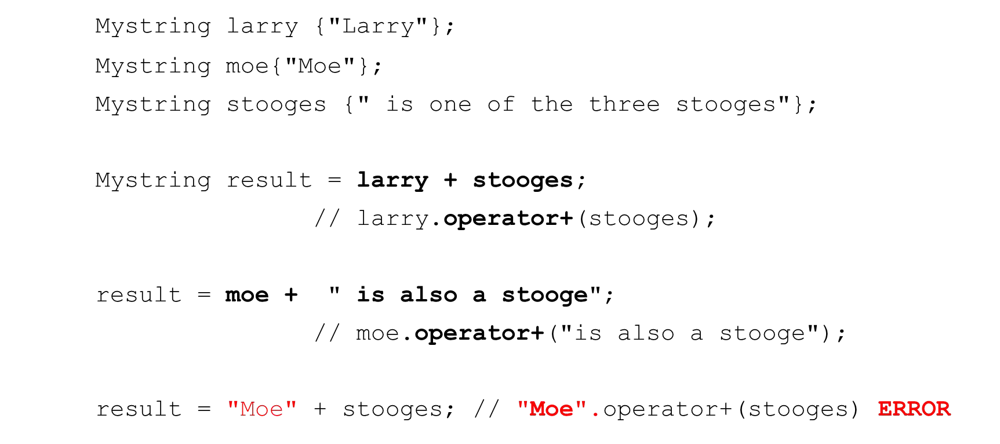 Mystring larry {"Larry"};
Mystring moe{"Moe"};
Mystring stooges {" is one of the three stooges"};
Mystring result = larry + stooges;
// larry.operator+(stooges);
result = moe +  " is also a stooge";
// moe.operator+("is also a stooge");
result = "Moe" + stooges; // "Moe".operator+(stooges) ERROR